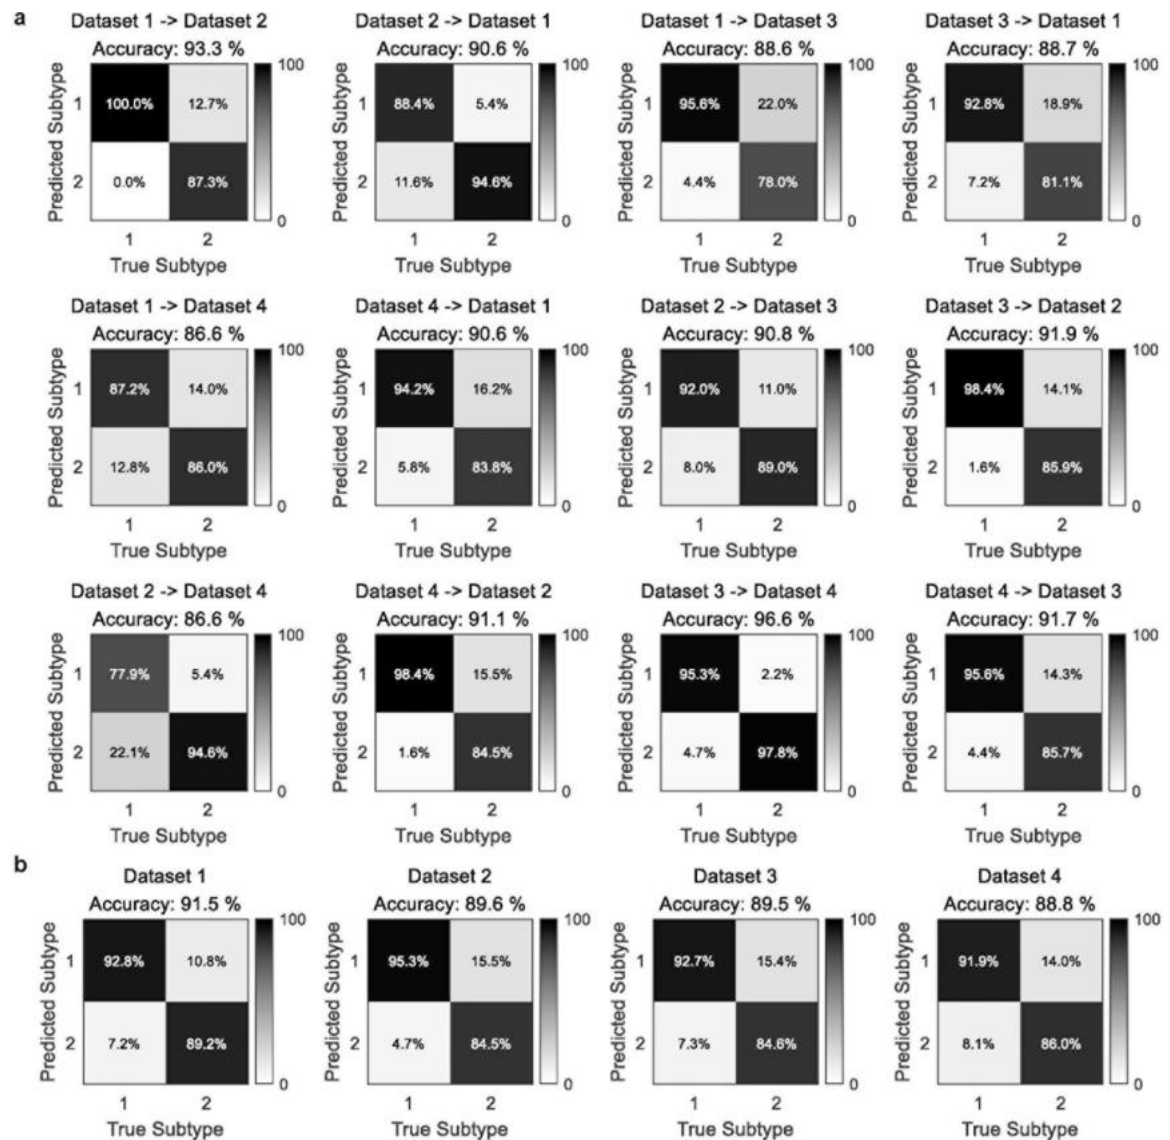 a
Dataset 1 -> Dataset 2 Dataset 2 -> Dataset 1 Dataset 1 -> Dataset 3 Dataset 3 -> Dataset 1
Accuracy: 93.3 % Accuracy: 90.6 % Accuracy: 88.6 % Accuracy: 88.7 %
100 100 100 100
Predicted Subtype Predicted Subtype Predicted Subtype Predicted Subtype
1 100.0% 12.7% 1 88.4% 5.4% 1 95.6% 22.0% 1 92.8% 18.9%
2 0.0% 87.3% 2 11.6% 94.6% 2 4.4% 78.0% 2 7.2% 81.1%
0 0 0 0
1 2 1 2 1 2 1 2
True Subtype True Subtype True Subtype True Subtype
Dataset 1 -> Dataset 4 Dataset 4 -> Dataset 1 Dataset 2 -> Dataset 3 Dataset 3 -> Dataset 2
Accuracy: 86.6 % Accuracy: 90.6 % Accuracy: 90.8 % Accuracy: 91.9 %
100 100 100 100
Predicted Subtype Predicted Subtype Predicted Subtype Predicted Subtype
1 87.2% 14.0% 1 94.2% 16.2% 1 92.0% 11.0% 1 98.4% 14.1%
2 12.8% 86.0% 2 5.8% 83.8% 2 8.0% 89.0% 2 1.6% 85.9%
0 0 0 0
1 2 1 2 1 2 1 2
True Subtype True Subtype True Subtype True Subtype
Dataset 2 -> Dataset 4 Dataset 4 -> Dataset 2 Dataset 3 -> Dataset 4 Dataset 4 -> Dataset 3
Accuracy: 86.6 % Accuracy: 91.1 % Accuracy: 96.6 % Accuracy: 91.7 %
100 100 100 100
Predicted Subtype Predicted Subtype Predicted Subtype Predicted Subtype
1 77.9% 5.4% 1 98.4% 15.5% 1 95.3% 2.2% 1 95.6% 14.3%
2 22.1% 94.6% 2 1.6% 84.5% 2 4.7% 97.8% 2 4.4% 85.7%
0 0 0 0
1 2 1 2 1 2 1 2
True Subtype True Subtype True Subtype True Subtype
b
Dataset 1 Dataset 2 Dataset 3 Dataset 4
Accuracy: 91.5 % Accuracy: 89.6 % Accuracy: 89.5 % Accuracy: 88.8 %
100 100 100 100
Predicted Subtype Predicted Subtype Predicted Subtype Predicted Subtype
1 92.8% 10.8% 1 95.3% 15.5% 1 92.7% 15.4% 1 91.9% 14.0%
2 7.2% 89.2% 2 4.7% 84.5% 2 7.3% 84.6% 2 8.1% 86.0%
0 0 0 0
1 2 1 2 1 2 1 2
True Subtype True Subtype True Subtype True Subtype